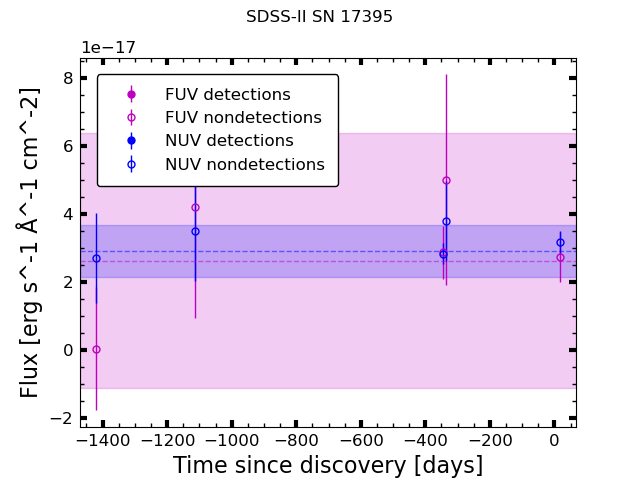 SDSS-II SN 17395
1e−17
8
6
4
2
0
−2
Flux [erg s^-1 Å^-1 cm^-2]
FUV detections
FUV nondetections
NUV detections
NUV nondetections
−1400 −1200 −1000 −800 −600 −400 −200 0
Time since discovery [days]